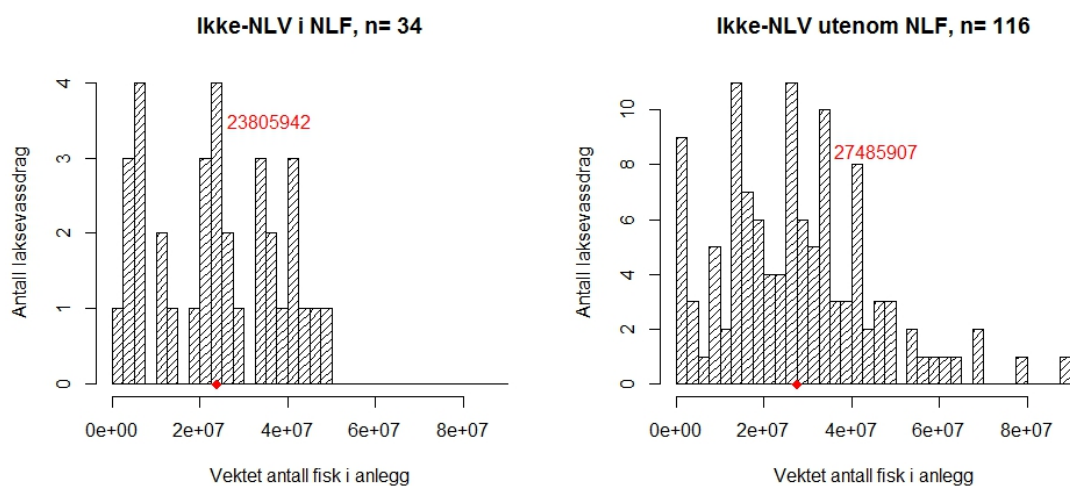 Ikke-NLV i NLF, n= 34
Antall laksevassdrag
4
3
2
1
0
23805942
0e+00 2e+07 4e+07 6e+07 8e+07
Vektet antall fisk i anlegg
Ikke-NLV utenom NLF, n= 116
Antall laksevassdrag
10
8
6
4
2
0
27485907
0e+00 2e+07 4e+07 6e+07 8e+07
Vektet antall fisk i anlegg